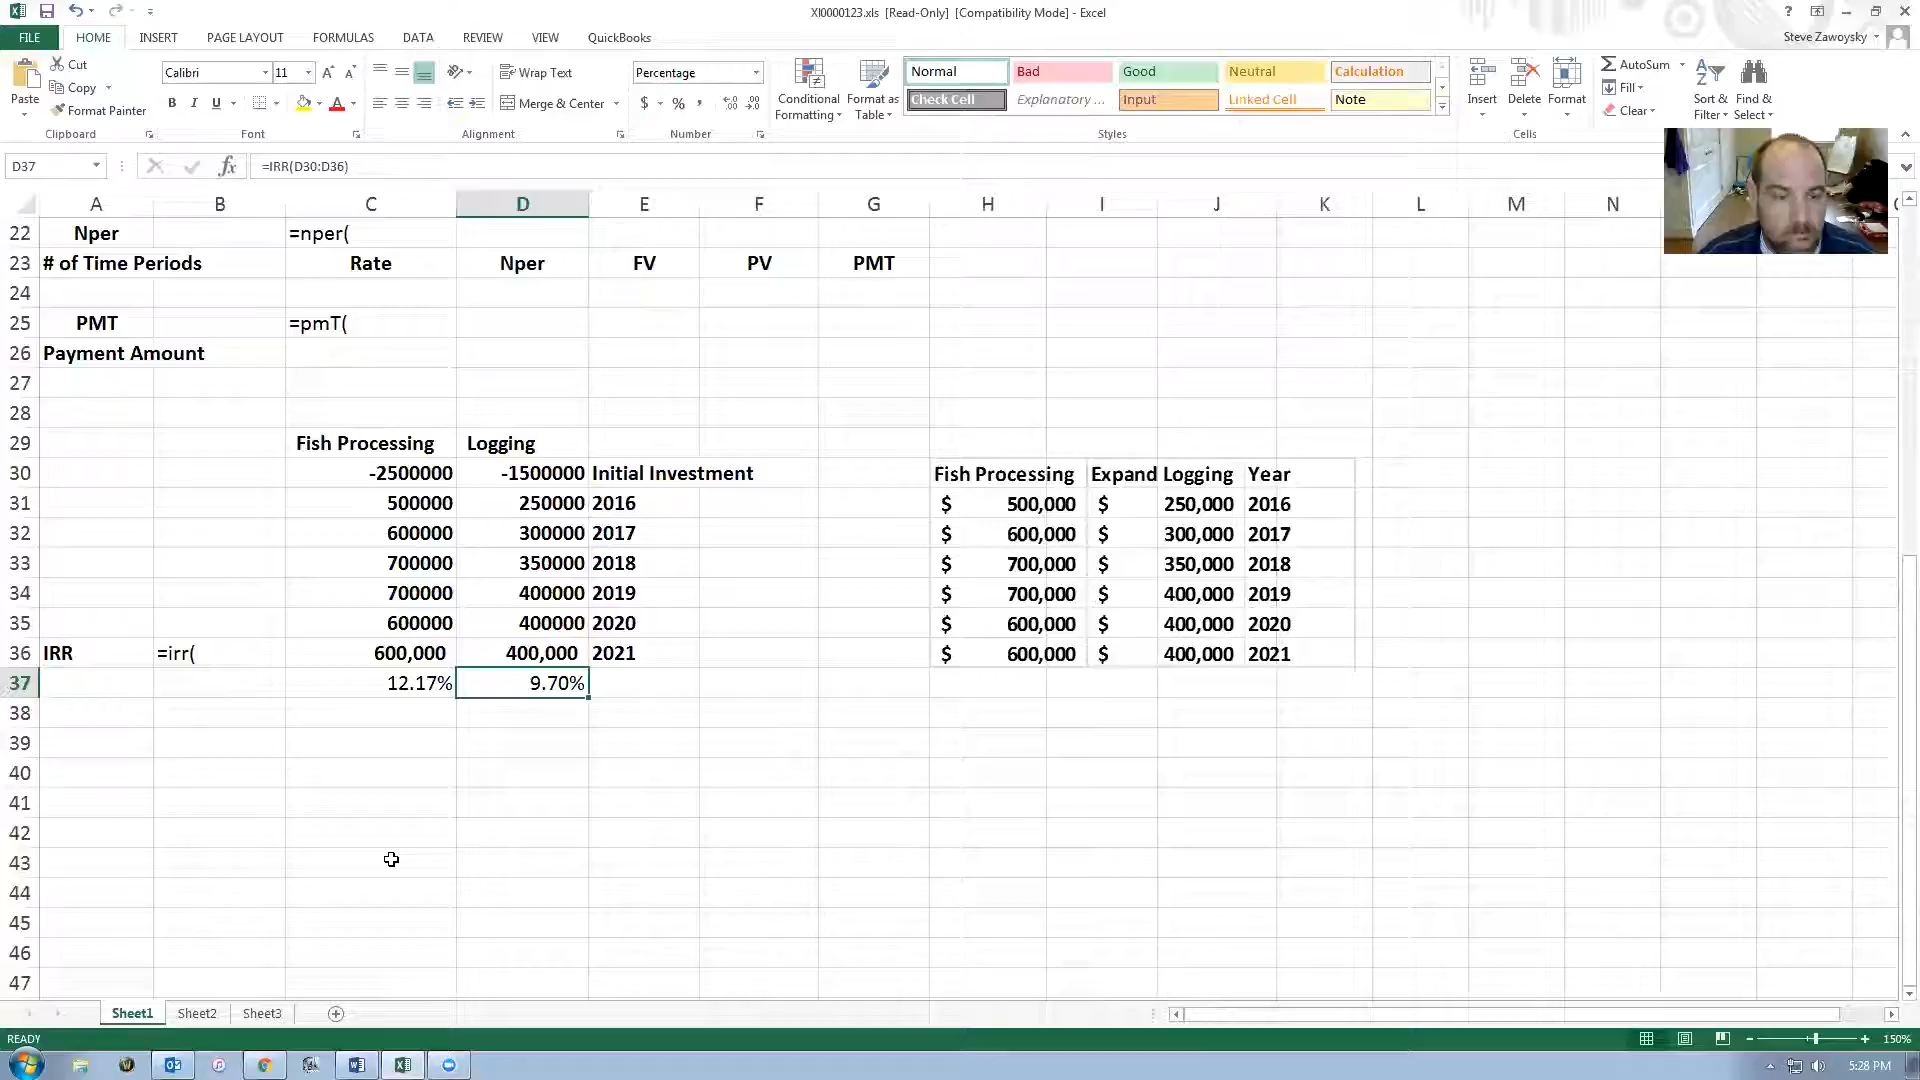 XI0000123.xls [Read-Only] [Compatibility Mode] - Excel
FILE HOME INSERT PAGE LAYOUT FORMULAS DATA REVIEW VIEW QuickBooks Steve Zawoysky
Paste Cut Copy Format Painter Clipboard
Calibri 11 B I U A Font
Wrap Text Merge & Center Alignment
Percentage $ % , Number
Conditional Formatting Format as Table
Normal Bad Good Neutral Calculation
Check Cell Explanatory ... Input Linked Cell Note
Styles
Insert Delete Format Cells
AutoSum Fill Clear Sort & Filter Find & Select
D37 fx =IRR(D30:D36)
A B C D E F G H I J K L M N
22 Nper =nper(
23 # of Time Periods Rate Nper FV PV PMT
24
25 PMT =pmT(
26 Payment Amount
27
28
29 Fish Processing Logging
30 -2500000 -1500000 Initial Investment Fish Processing Expand Logging Year
31 500000 250000 2016 $ 500,000 $ 250,000 2016
32 600000 300000 2017 $ 600,000 $ 300,000 2017
33 700000 350000 2018 $ 700,000 $ 350,000 2018
34 700000 400000 2019 $ 700,000 $ 400,000 2019
35 600000 400000 2020 $ 600,000 $ 400,000 2020
36 IRR =irr( 600,000 400,000 2021 $ 600,000 $ 400,000 2021
37 12.17% 9.70%
38
39
40
41
42
43
44
45
46
47
Sheet1 Sheet2 Sheet3
READY 150%
5:28 PM